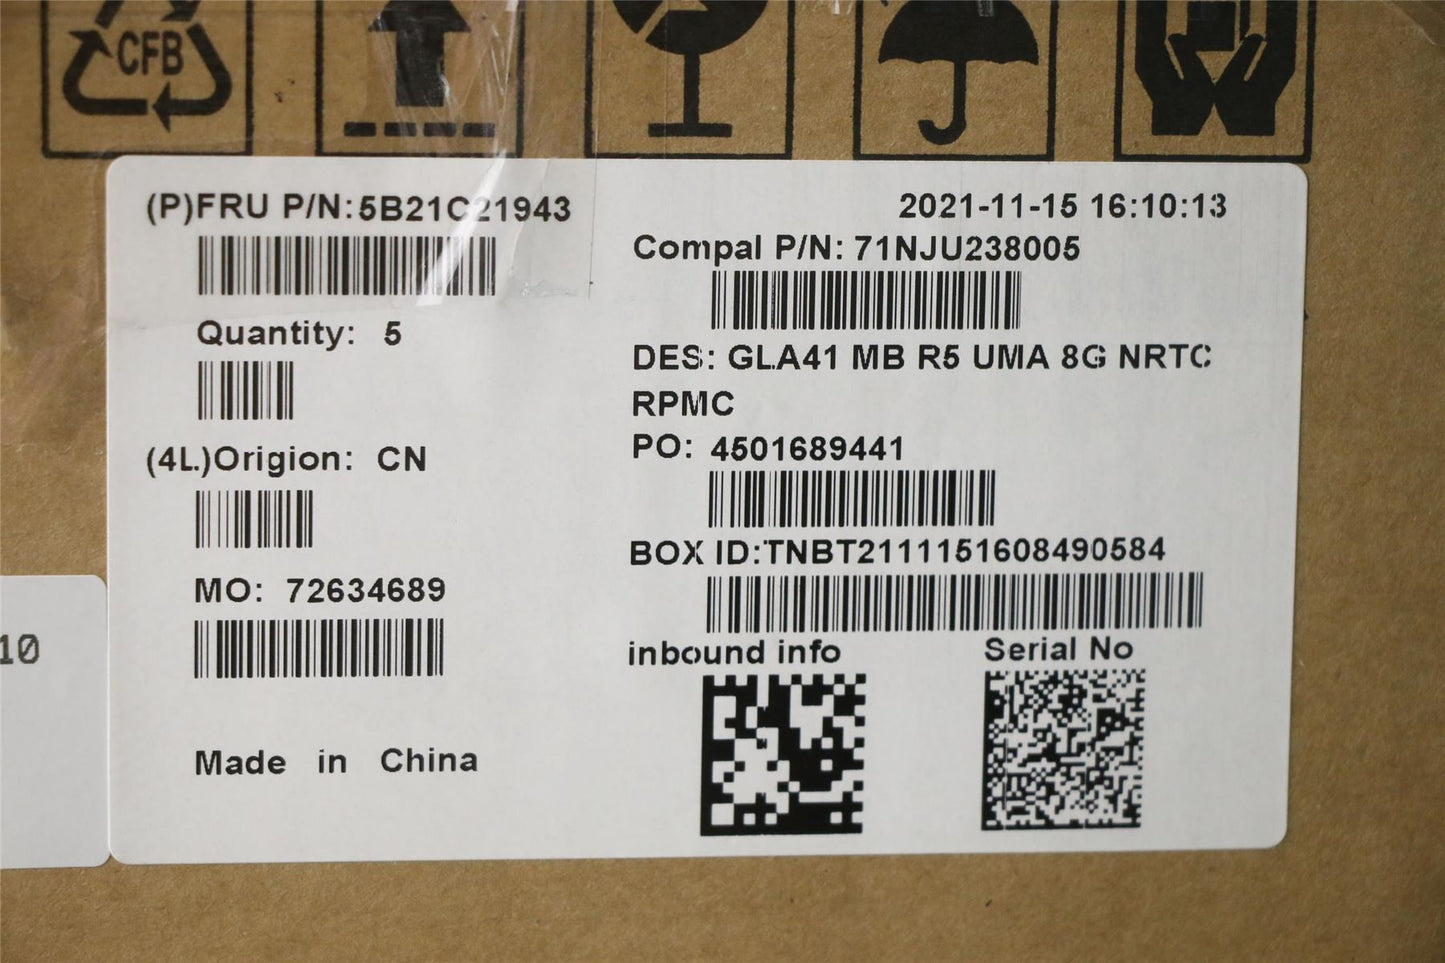 CFB
(P)FRU P/N:5B21C21943
2021-11-15 16:10:13
Compal P/N: 71NJU238005
Quantity: 5
DES: GLA41 MB R5 UMA 8G NRTC
RPMC
PO: 4501689441
(4L)Origion: CN
BOX ID:TNBT2111151608490584
MO: 72634689
inbound info
Serial No
10
Made in China